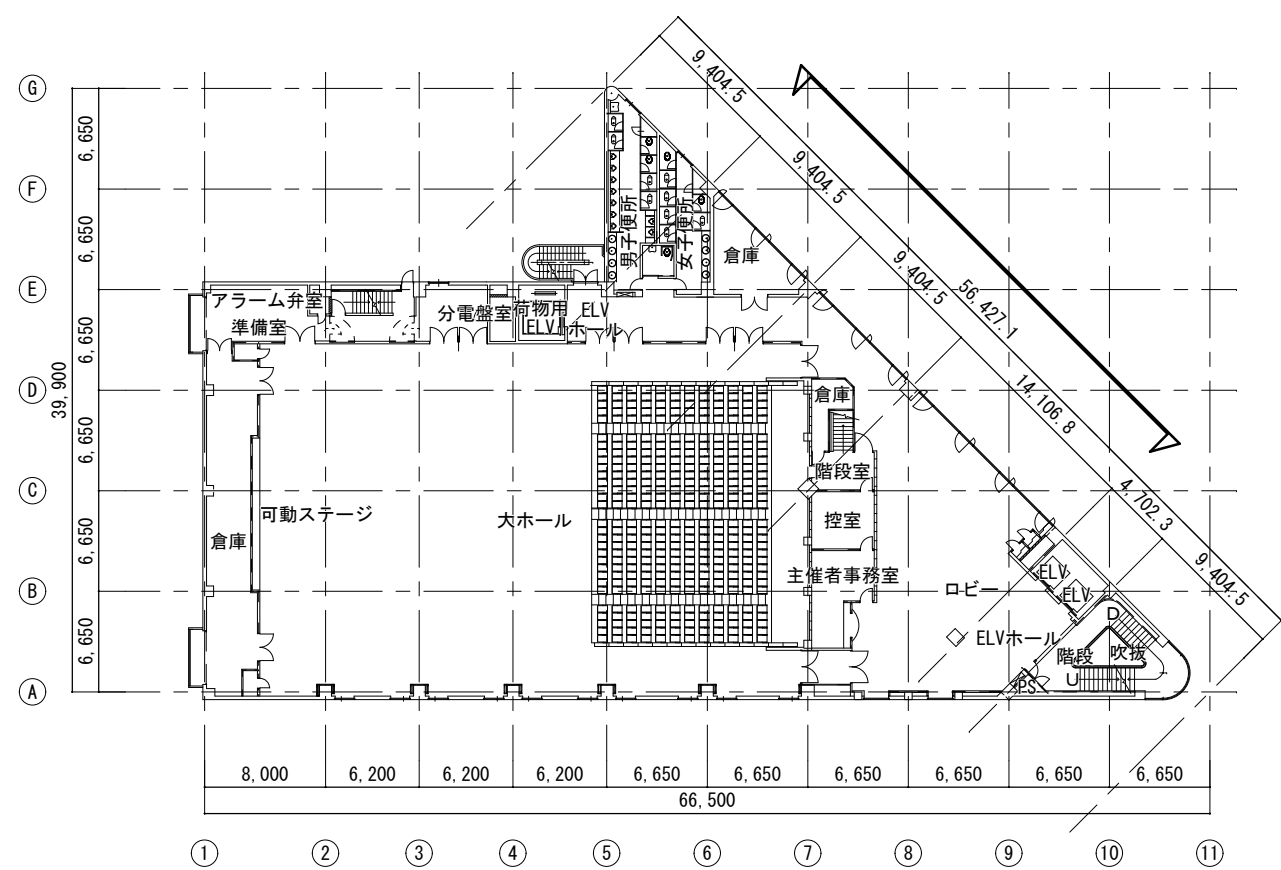 G
F
E
D
C
B
A
6,650
6,650
6,650
6,650
6,650
6,650
39,900
9,404.5
9,404.5
9,404.5
14,106.8
4,702.3
9,404.5
56,427.1
男子便所
女子便所
倉庫
アラーム弁室
準備室
分電盤室
荷物用
ELV
ELV
ホール
倉庫
階段室
控室
主催者事務室
可動ステージ
倉庫
大ホール
ロビー
ELV
ELV
ELVホール
D
階段
吹抜
U
PS
8,000
6,200
6,200
6,200
6,650
6,650
6,650
6,650
6,650
6,650
66,500
1
2
3
4
5
6
7
8
9
10
11